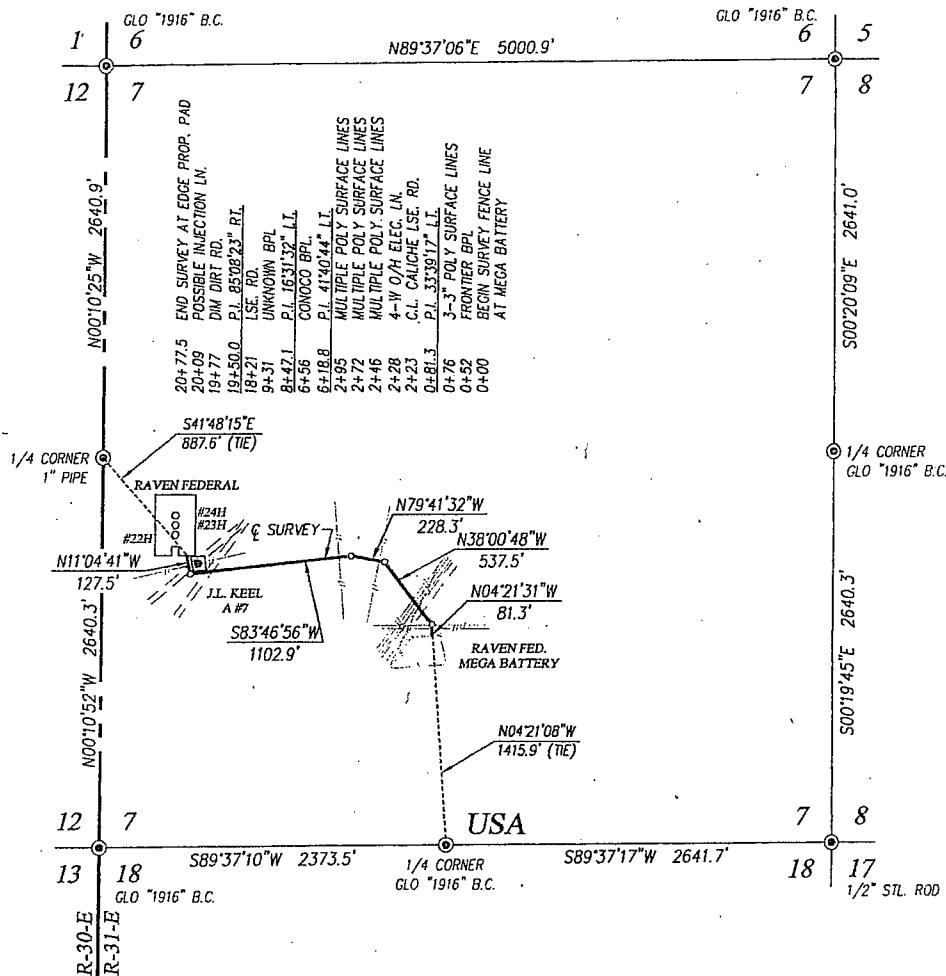 GLO "1916" B.C.
GLO "1916" B.C.
1 6
6 5
N89°37'06"E 5000.9'
12 7
7 8
N00°10'25"W 2640.9'
S00°20'09"E 2641.0'
20+77.5 END SURVEY AT EDGE PROP. PAD
20+09 POSSIBLE INJECTION LN.
19+77 DIM DIRT RD.
19+50.0 P.I. 85°08'23" RT.
18+21 LSE. RD.
9+31 UNKNOWN BPL
8+47.1 P.I. 16°31'32" LT.
6+56 CONOCO BPL.
6+18.8 P.I. 41°40'44" LT.
2+95 MULTIPLE POLY SURFACE LINES
2+72 MULTIPLE POLY SURFACE LINES
2+46 MULTIPLE POLY. SURFACE LINES
2+28 4-W O/H ELEC. LN.
2+23 C.L. CALICHE LSE. RD.
0+81.3 P.I. 33°39'17" LT.
0+76 3-3" POLY SURFACE LINES
0+52 FRONTIER BPL
0+00 BEGIN SURVEY FENCE LINE
AT MEGA BATTERY
S41°48'15"E
887.6' (TIE)
1/4 CORNER
1" PIPE
1/4 CORNER
GLO "1916" B.C.
RAVEN FEDERAL
#24H
#23H
#22H
℄ SURVEY
N79°41'32"W
228.3'
N38°00'48"W
537.5'
N11°04'41"W
127.5'
N04°21'31"W
81.3'
J.L. KEEL
A #7
S83°46'56"W
1102.9'
RAVEN FED.
MEGA BATTERY
N00°10'52"W 2640.3'
S00°19'45"E 2640.3'
N04°21'08"W
1415.9' (TIE)
12 7
USA
7 8
S89°37'10"W 2373.5'
S89°37'17"W 2641.7'
13 18
GLO "1916" B.C.
1/4 CORNER
GLO "1916" B.C.
18 17
1/2" STL. ROD
R-30-E
R-31-E